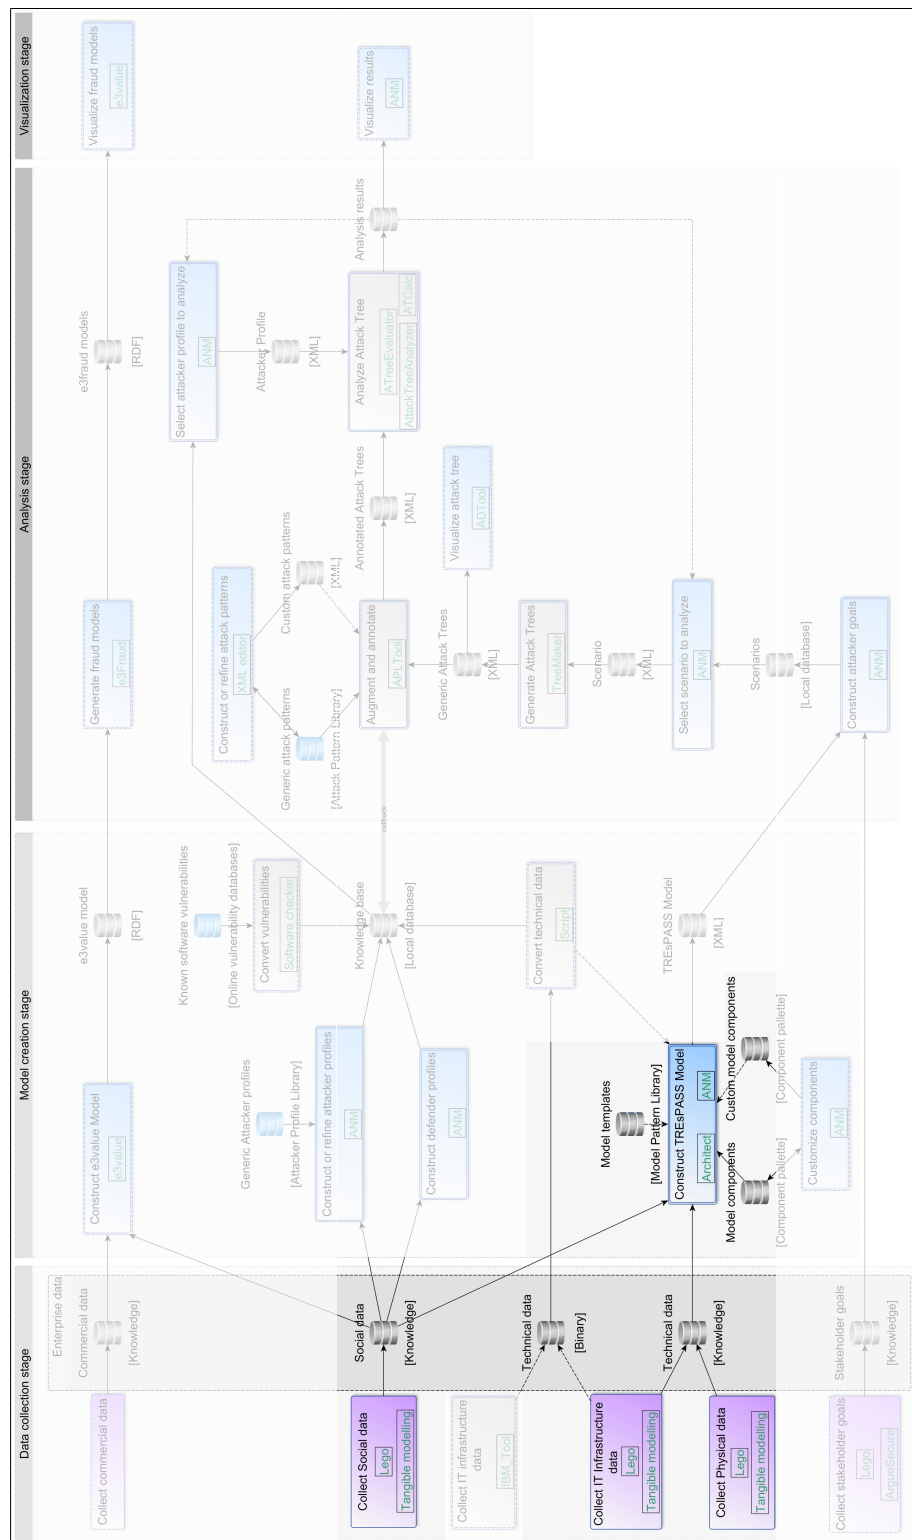 Data collection stage
Collect commercial data
Collect Social data
Lego
Tangible modelling
Collect IT infrastructure
data
IBM_Tool
Collect IT Infrastructure
data
Lego
Tangible modelling
Collect Physical data
Lego
Tangible modelling
Collect stakeholder goals
Lego
ArgueSecure
Enterprise data
Commercial data
[Knowledge]
Social data
[Knowledge]
Technical data
[Binary]
Technical data
[Knowledge]
Stakeholder goals
[Knowledge]
Model creation stage
Construct e3value Model
e3value
e3value model
[RDF]
Known software vulnerabilities
[Online vulnerability databases]
Convert vulnerabilities
Software checker
Generic Attacker profiles
[Attacker Profile Library]
Construct or refine attacker profiles
ANM
Knowledge base
[Local database]
Construct defender profiles
ANM
Convert technical data
Script
Model templates
[Model Pattern Library]
Construct TREsPASS Model
Architect
ANM
TREsPASS Model
[XML]
Model components
[Component pallette]
Custom model components
[Component pallette]
Customize components
ANM
Analysis stage
Generate fraud models
e3Fraud
e3fraud models
[RDF]
Select attacker profile to analyze
ANM
Attacker Profile
[XML]
Construct or refine attack patterns
XML editor
Generic attack patterns
[Attack Pattern Library]
Custom attack patterns
[XML]
callback
Augment and annotate
APLTool
Annotated Attack Trees
[XML]
Analyze Attack Tree
ATreeEvaluator
AttackTreeAnalyzer
ATCalc
Analysis results
Generic Attack Trees
[XML]
Visualize attack tree
ADTool
Generate Attack Trees
TreeMaker
Scenario
[XML]
Select scenario to analyze
ANM
Scenarios
[Local database]
Construct attacker goals
ANM
Visualization stage
Visualize fraud models
e3value
Visualize results
ANM